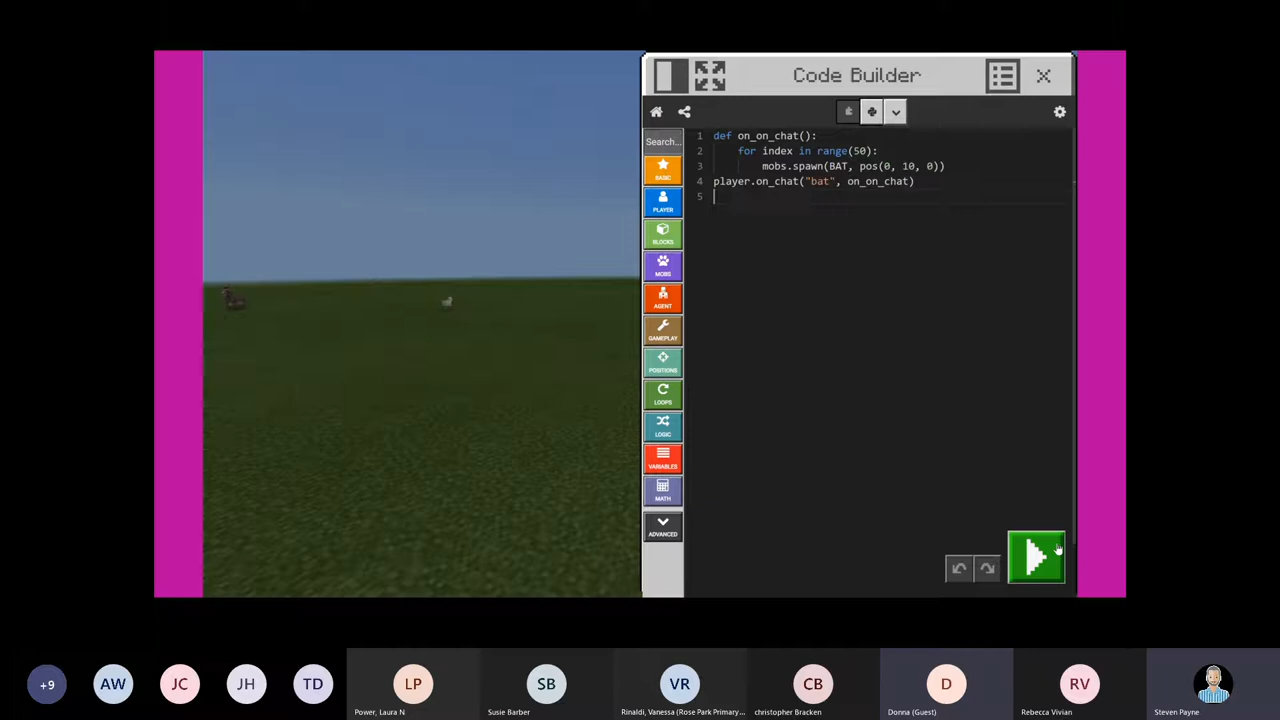 Code Builder
Search...
BASIC
PLAYER
BLOCKS
MOBS
AGENT
GAMEPLAY
POSITIONS
LOOPS
LOGIC
VARIABLES
MATH
ADVANCED
1 def on_on_chat():
2 for index in range(50):
3 mobs.spawn(BAT, pos(0, 10, 0))
4 player.on_chat("bat", on_on_chat)
5
+9
AW
JC
JH
TD
LP
Power, Laura N
SB
Susie Barber
VR
Rinaldi, Vanessa (Rose Park Primary...
CB
christopher Bracken
D
Donna (Guest)
RV
Rebecca Vivian
Steven Payne